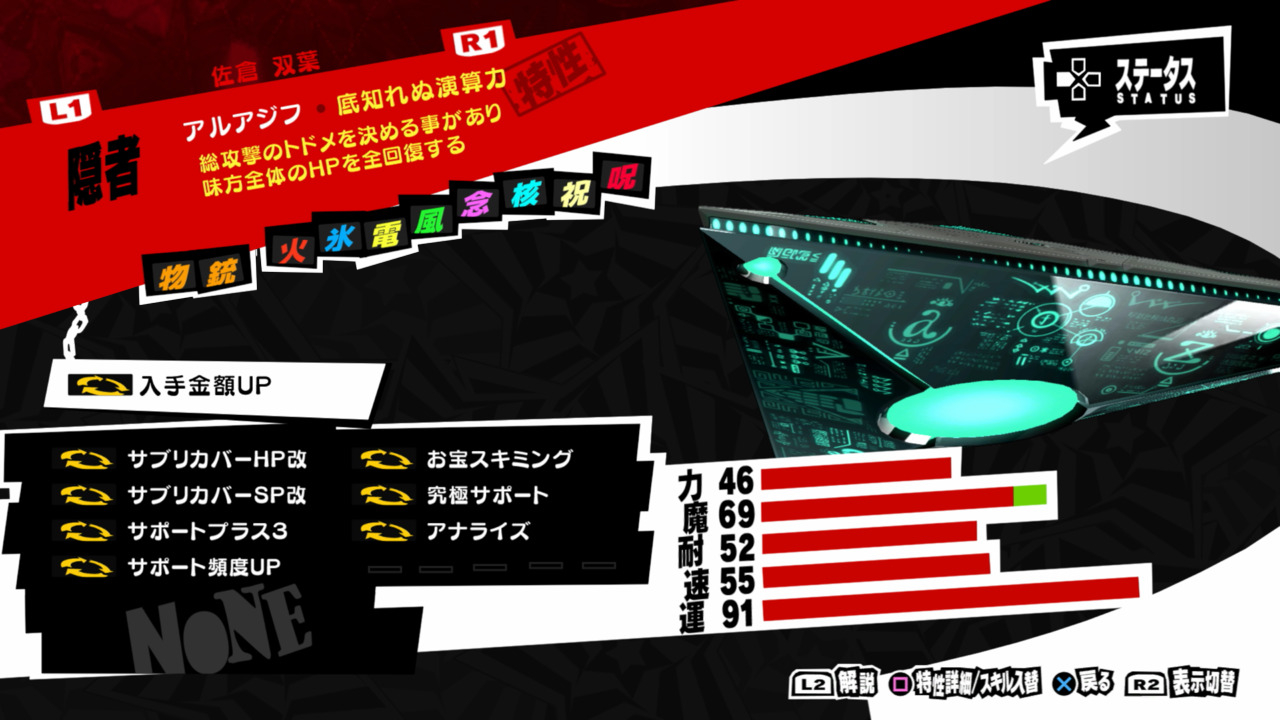 L1
佐倉 双葉
R1
隠者
アルアジフ・底知れぬ演算力
特性
総攻撃のトドメを決める事があり
味方全体のHPを全回復する
物 銃 火 氷 電 風 念 核 祝 呪
ステータス
STATUS
入手金額UP
サブリカバーHP改
お宝スキミング
サブリカバーSP改
究極サポート
サポートプラス3
アナライズ
サポート頻度UP
NONE
力 46
魔 69
耐 52
速 55
運 91
L2 解説 特性詳細/スキル入替 戻る R2 表示切替